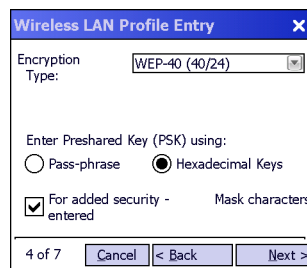 Wireless LAN Profile Entry X
Encryption Type: WEP-40 (40/24)
Enter Preshared Key (PSK) using:
Pass-phrase Hexadecimal Keys
For added security - Mask characters
entered
4 of 7 Cancel < Back Next >